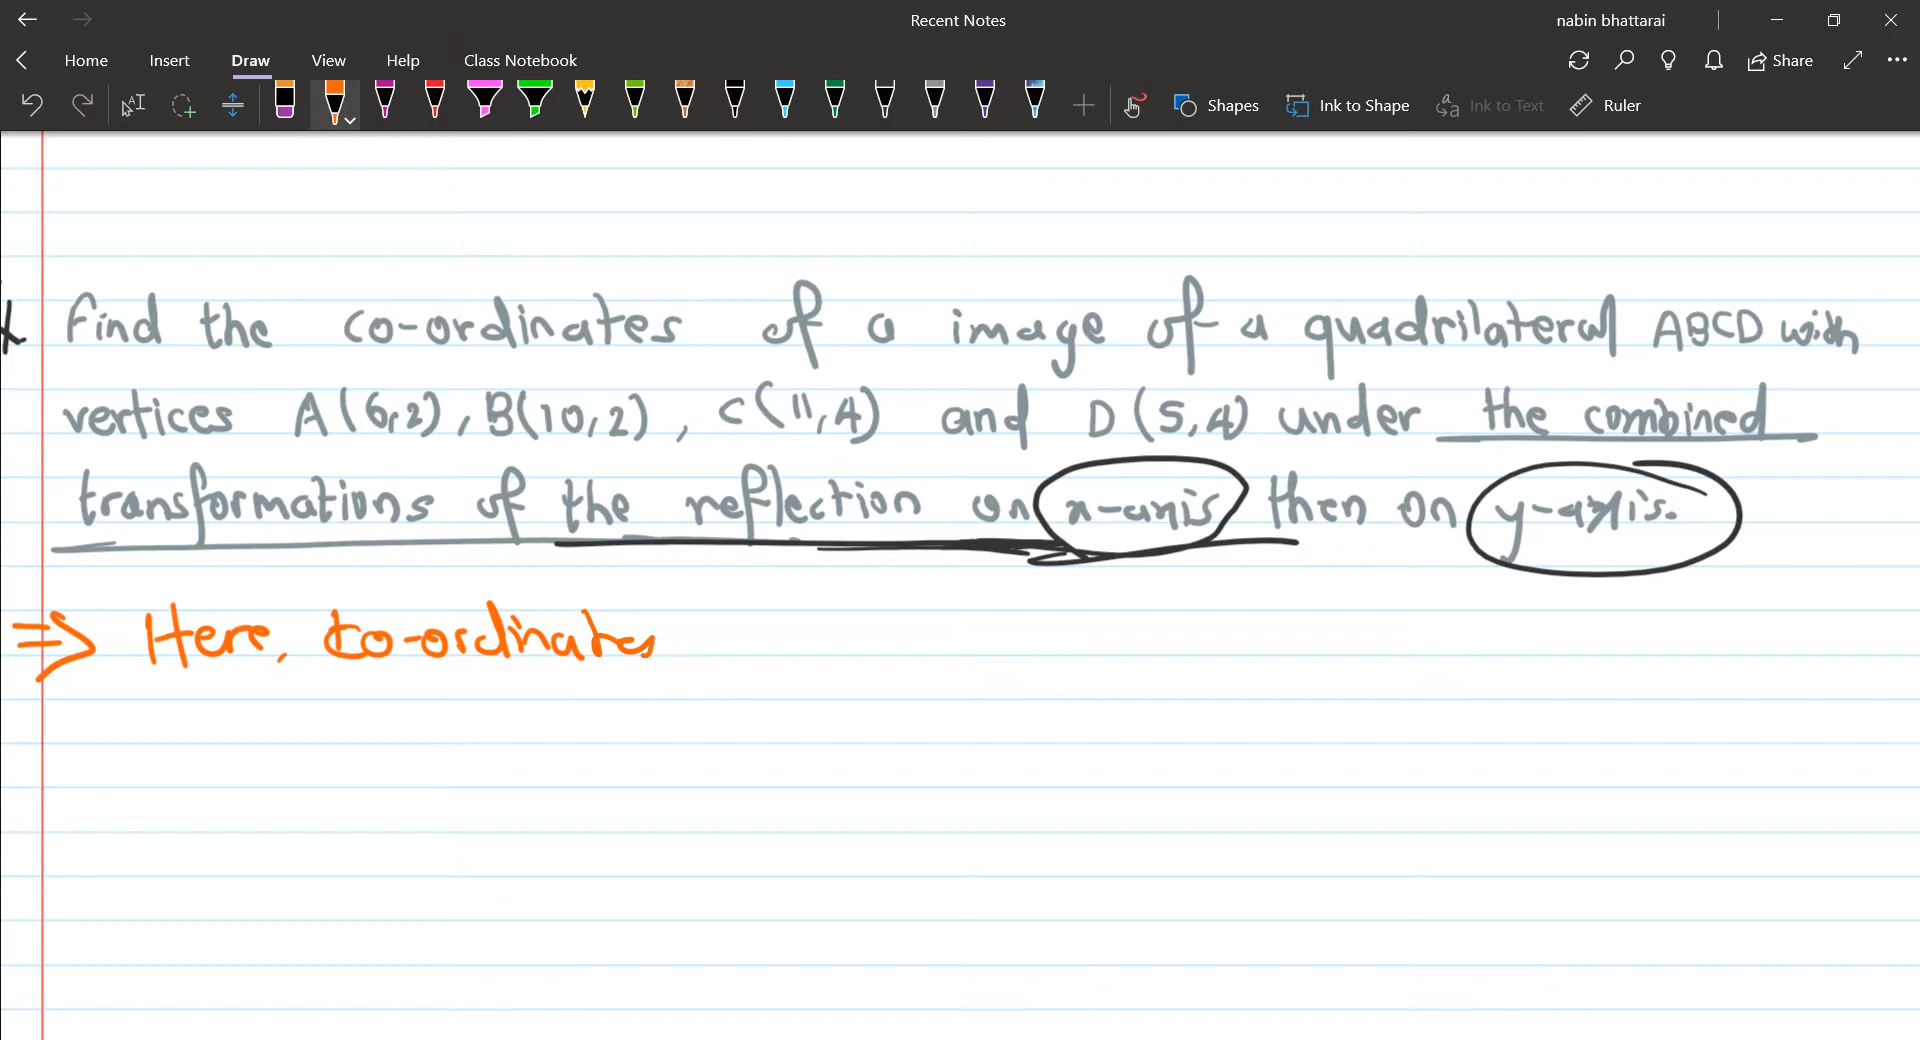 Recent Notes
nabin bhattarai
Home Insert Draw View Help Class Notebook
Share
Shapes Ink to Shape Ink to Text Ruler
Find the co-ordinates of a image of a quadrilateral ABCD with
vertices A(6,2), B(10,2), C(11,4) and D(5,4) under the combined
transformations of the reflection on x-axis then on y-axis.
⇒ Here, co-ordinates